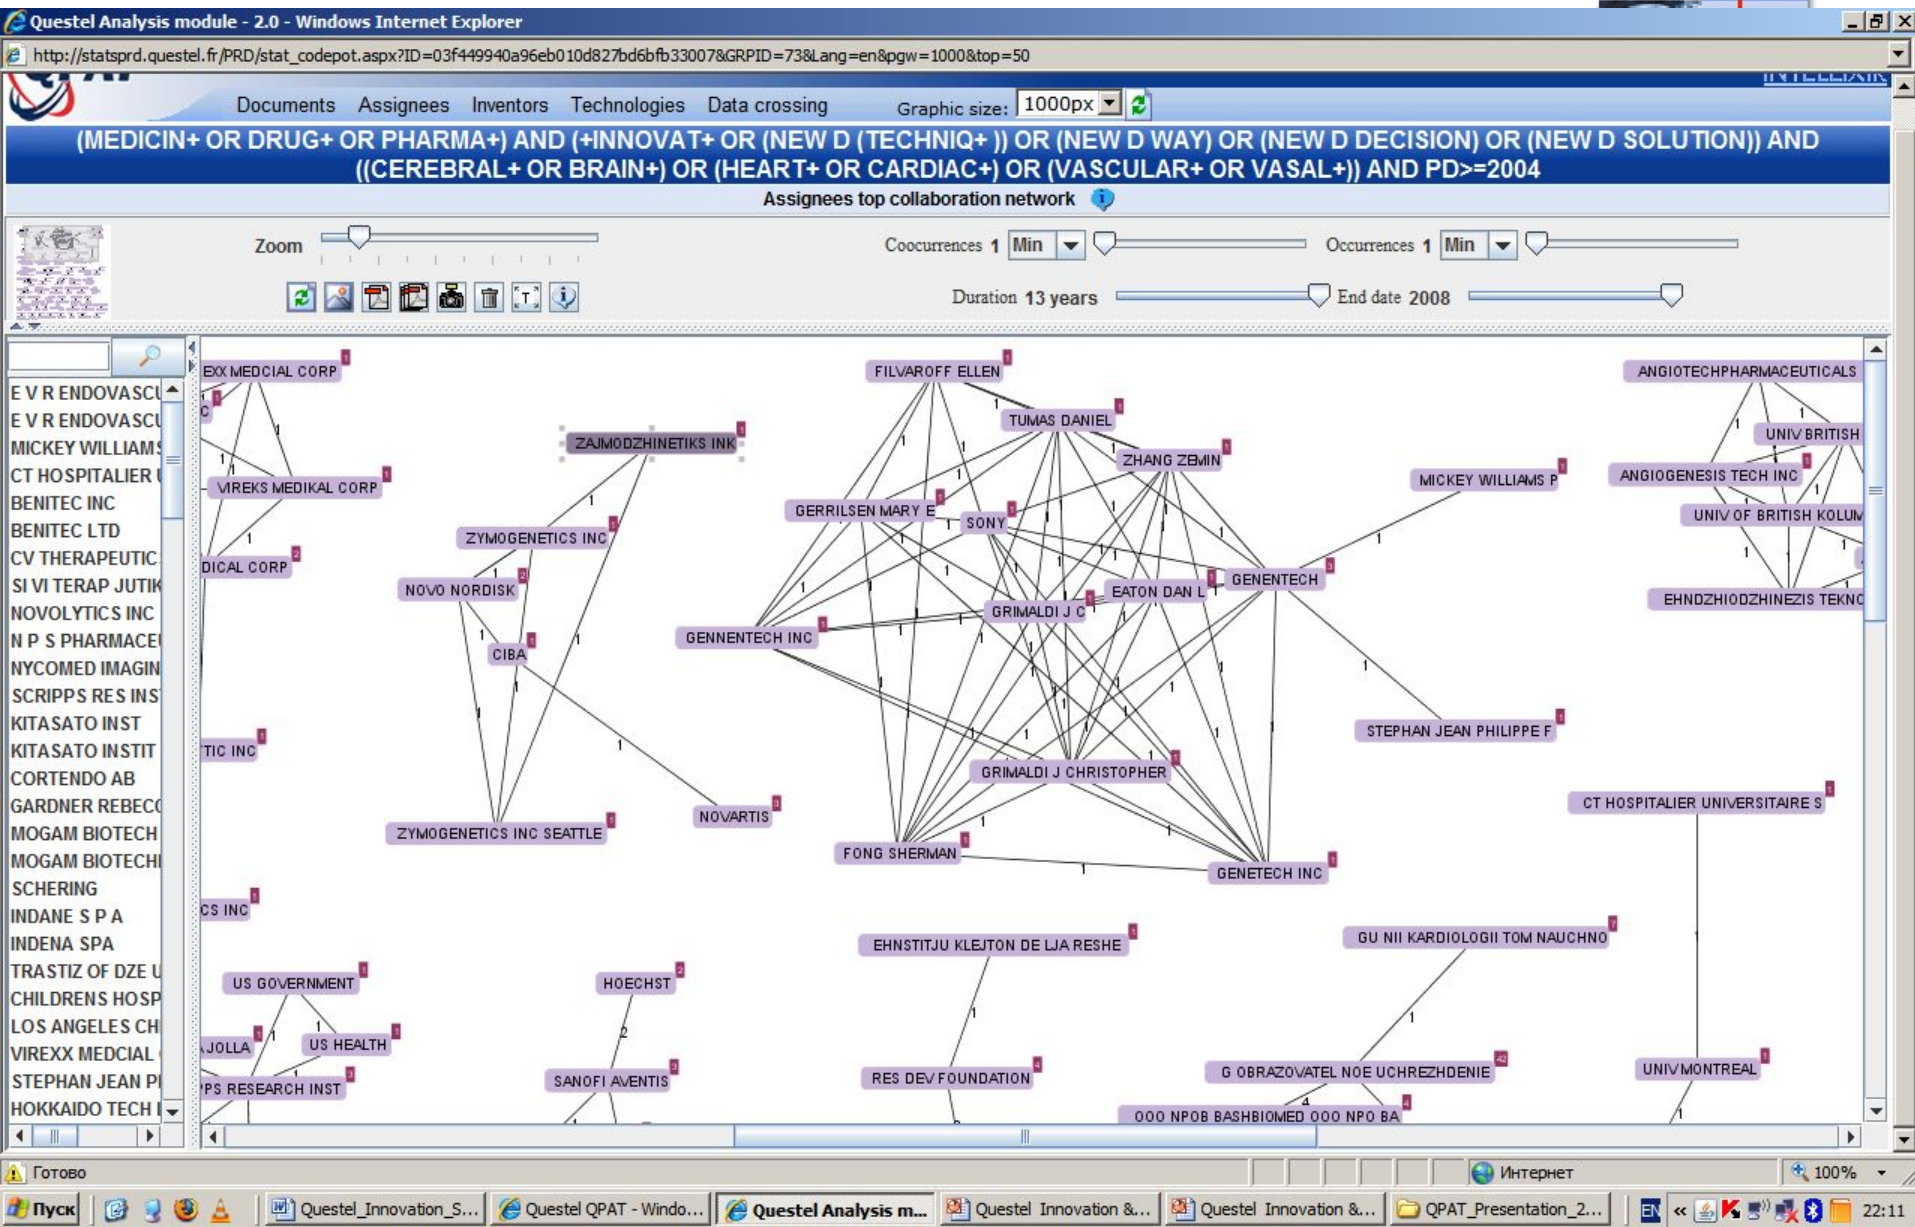 Questel Analysis module - 2.0 - Windows Internet Explorer
http://statsprd.questel.fr/PRD/stat_codepot.aspx?ID=03f449940a96eb010d827bd6bfb33007&GRPID=73&Lang=en&pgw=1000&top=50
Documents Assignees Inventors Technologies Data crossing Graphic size: 1000px
(MEDICIN+ OR DRUG+ OR PHARMA+) AND (+INNOVAT+ OR (NEW D (TECHNIQ+ )) OR (NEW D WAY) OR (NEW D DECISION) OR (NEW D SOLUTION)) AND
((CEREBRAL+ OR BRAIN+) OR (HEART+ OR CARDIAC+) OR (VASCULAR+ OR VASAL+)) AND PD>=2004
Assignees top collaboration network
Zoom
Coocurrences 1 Min
Occurrences 1 Min
Duration 13 years
End date 2008
E V R ENDOVASCU
E V R ENDOVASCU
MICKEY WILLIAMS
CT HOSPITALIER U
BENITEC INC
BENITEC LTD
CV THERAPEUTIC
SI VI TERAP JUTIK
NOVOLYTICS INC
N P S PHARMACE
NYCOMED IMAGIN
SCRIPPS RES INS
KITASATO INST
KITASATO INSTIT
CORTENDO AB
GARDNER REBECC
MOGAM BIOTECH
MOGAM BIOTECH
SCHERING
INDANE S P A
INDENA SPA
TRASTIZ OF DZE U
CHILDRENS HOSP
LOS ANGELES CH
VIREXX MEDCIAL
STEPHAN JEAN P
HOKKAIDO TECH
EXX MEDCIAL CORP
VIREKS MEDIKAL CORP
DICAL CORP
TIC INC
CS INC
US GOVERNMENT
US HEALTH
JOLLA
PPS RESEARCH INST
ZAJMODZHINETIKS INK
ZYMOGENETICS INC
NOVO NORDISK
CIBA
ZYMOGENETICS INC SEATTLE
NOVARTIS
HOECHST
2
SANOFI AVENTIS
FILVAROFF ELLEN
TUMAS DANIEL
ZHANG ZEMIN
GERRILSEN MARY E
SONY
GENENTECH
EATON DAN L
GRIMALDI J C
GENNENTECH INC
GRIMALDI J CHRISTOPHER
FONG SHERMAN
GENETECH INC
MICKEY WILLIAMS P
STEPHAN JEAN PHILIPPE F
EHNSTITJU KLEJTON DE LJA RESHE
1
RES DEV FOUNDATION
GU NII KARDIOLOGII TOM NAUCHNO
1
G OBRAZOVATEL NOE UCHREZHDENIE
42
4
OOO NPOB BASHBIOMED OOO NPO BA
ANGIOTECHPHARMACEUTICALS
UNIV BRITISH
ANGIOGENESIS TECH INC
UNIV OF BRITISH KOLUM
EHNDZHIODZHINEZIS TEKNO
CT HOSPITALIER UNIVERSITAIRE S
1
UNIV MONTREAL
1
Готово
Интернет
100%
Пуск
Questel_Innovation_S...
Questel QPAT - Windo...
Questel Analysis m...
Questel Innovation &...
Questel Innovation &...
QPAT_Presentation_2...
EN
22:11